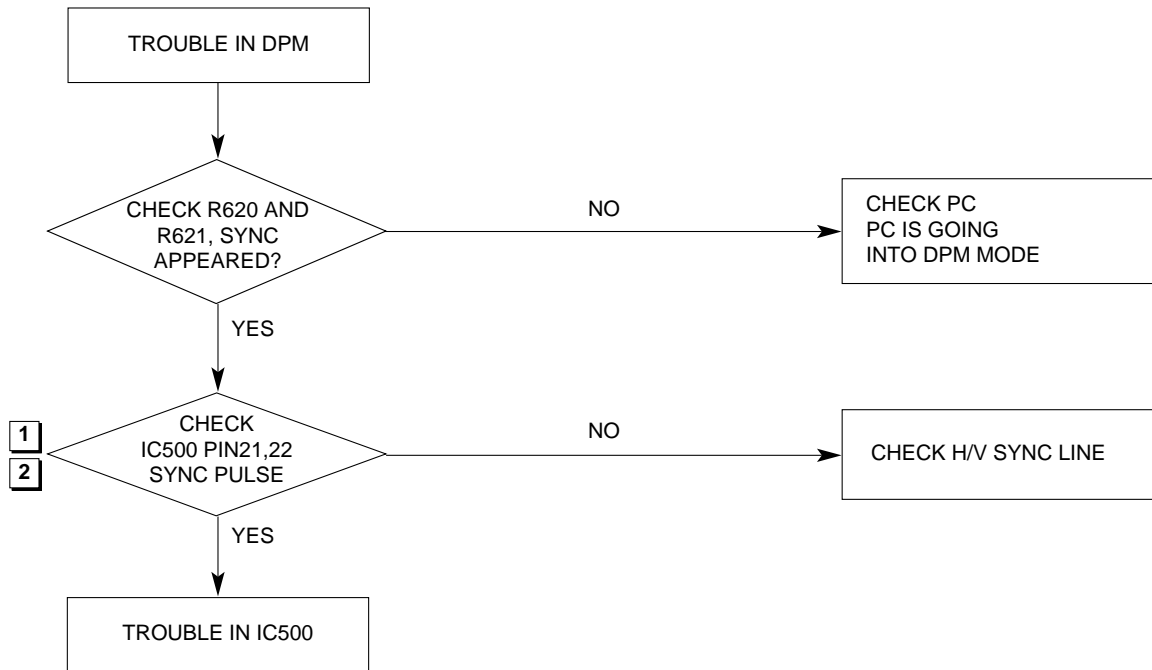 TROUBLE IN DPM
CHECK R620 AND
R621, SYNC
APPEARED?
NO
CHECK PC
PC IS GOING
INTO DPM MODE
YES
1
2
CHECK
IC500 PIN21,22
SYNC PULSE
NO
CHECK H/V SYNC LINE
YES
TROUBLE IN IC500